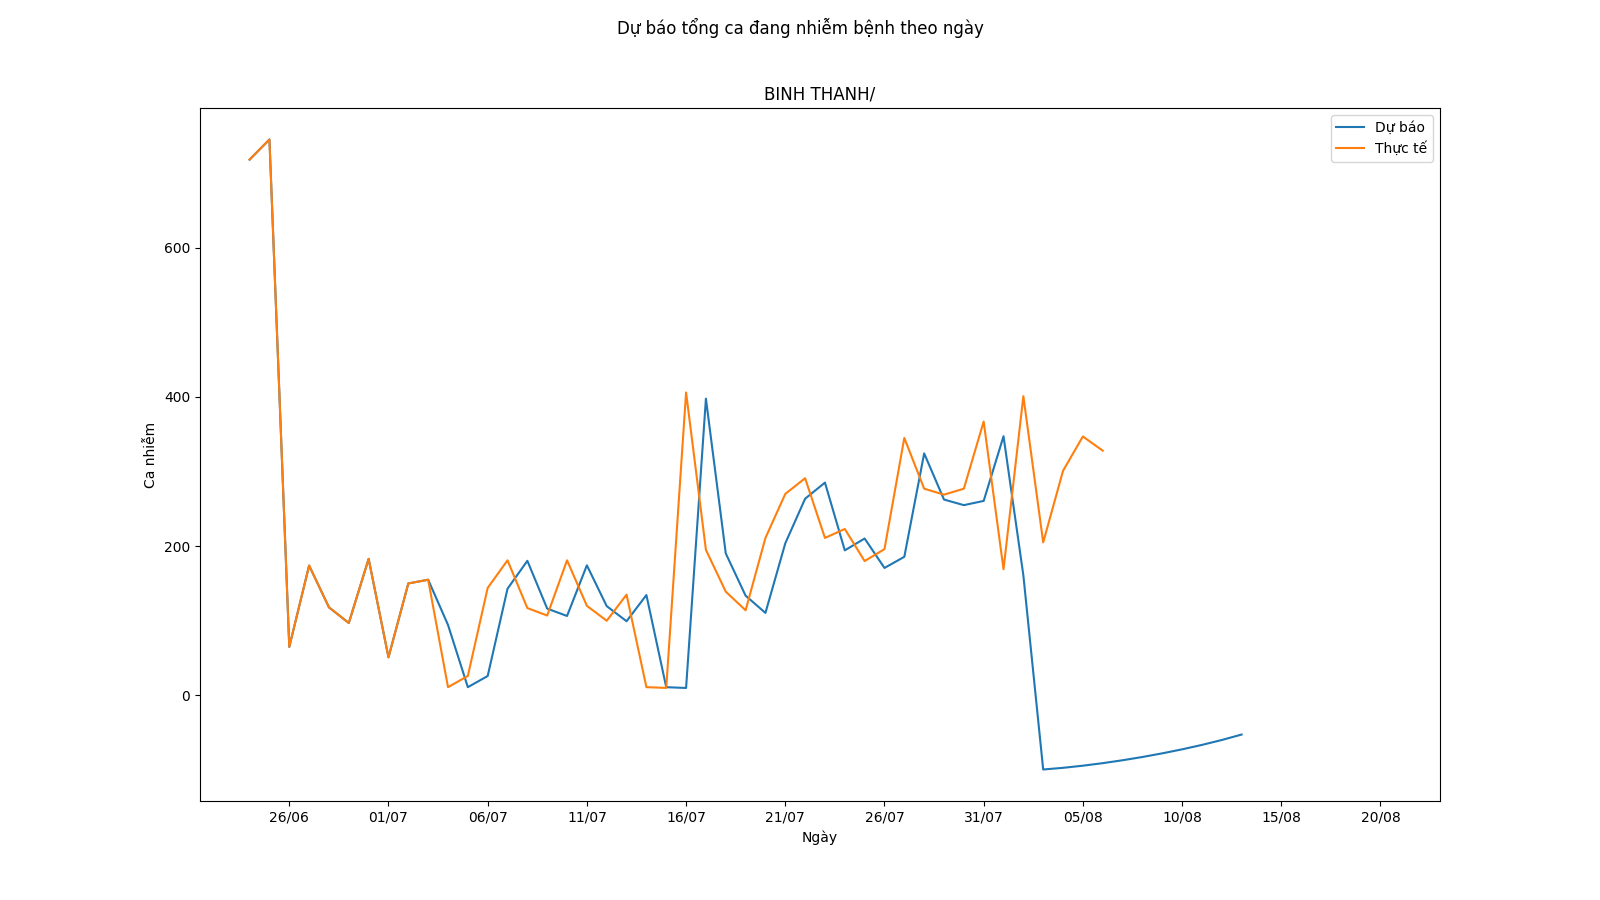 Dự báo tổng ca đang nhiễm bệnh theo ngày
BINH THANH/
Dự báo
Thực tế
Ca nhiễm
600
400
200
0
26/06 01/07 06/07 11/07 16/07 21/07 26/07 31/07 05/08 10/08 15/08 20/08
Ngày